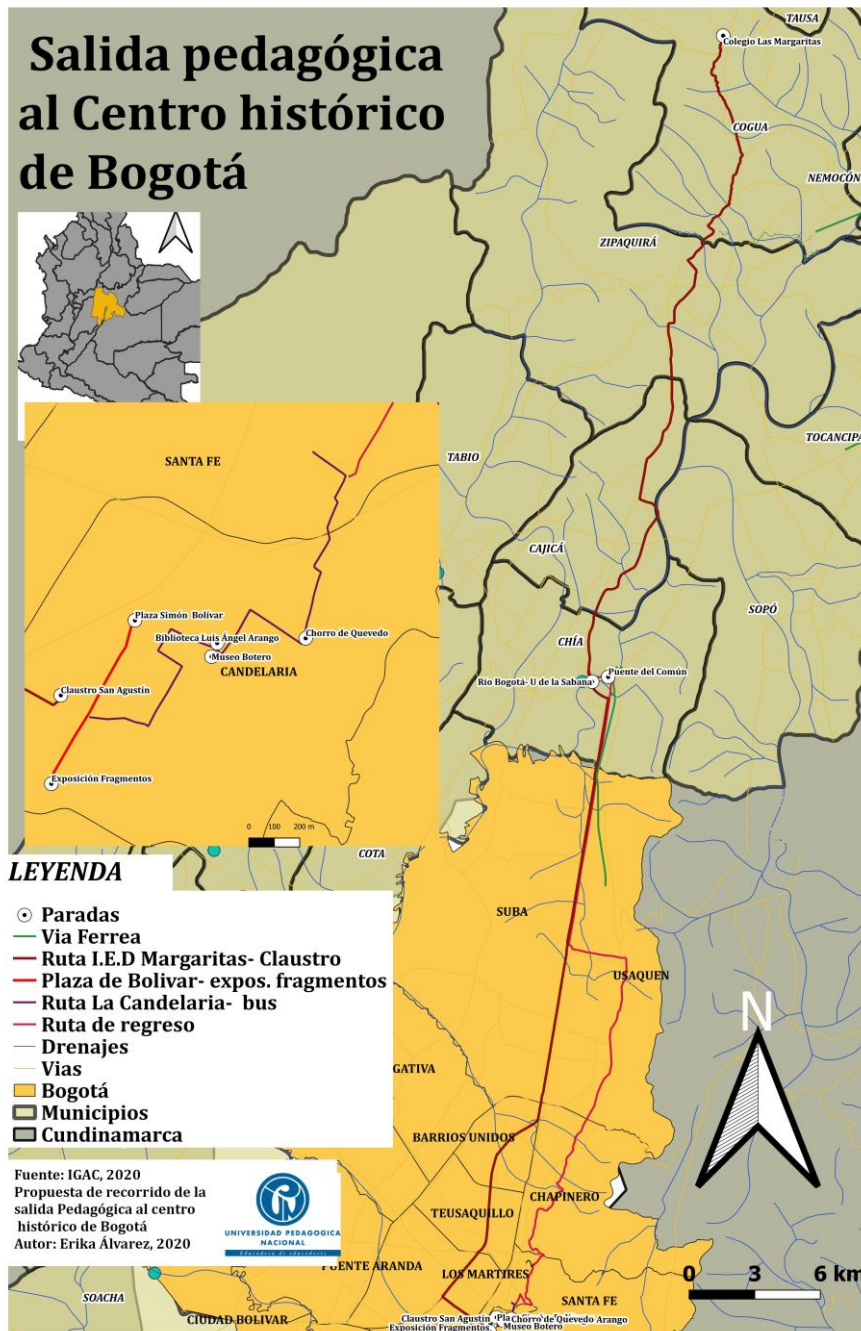 Salida pedagógica
al Centro histórico
de Bogotá
TAUSA
Colegio Las Margaritas
COGUA
NEMOCÓN
ZIPAQUIRÁ
TOCANCIPA
TABIO
CAJICÁ
SOPÓ
CHÍA
Puente del Común
Río Bogotá- U de la Sabana
SANTA FE
Plaza Simón Bolívar
Biblioteca Luis Ángel Arango
Chorro de Quevedo
Museo Botero
CANDELARIA
Claustro San Agustín
Exposición Fragmentos
0 100 200 m
COTA
SUBA
USAQUEN
GATIVA
BARRIOS UNIDOS
CHAPINERO
TEUSAQUILLO
PUENTE ARANDA
LOS MARTIRES
SANTA FE
SOACHA
CIUDAD BOLIVAR
Claustro San Agustín
Exposición Fragmentos
Chorro de Quevedo Arango
Museo Botero
LEYENDA
Paradas
Via Ferrea
Ruta I.E.D Margaritas- Claustro
Plaza de Bolivar- expos. fragmentos
Ruta La Candelaria- bus
Ruta de regreso
Drenajes
Vias
Bogotá
Municipios
Cundinamarca
Fuente: IGAC, 2020
Propuesta de recorrido de la
salida Pedagógica al centro
histórico de Bogotá
Autor: Erika Álvarez, 2020
UNIVERSIDAD PEDAGOGICA
NACIONAL
Educadora de educadores
N
0 3 6 km